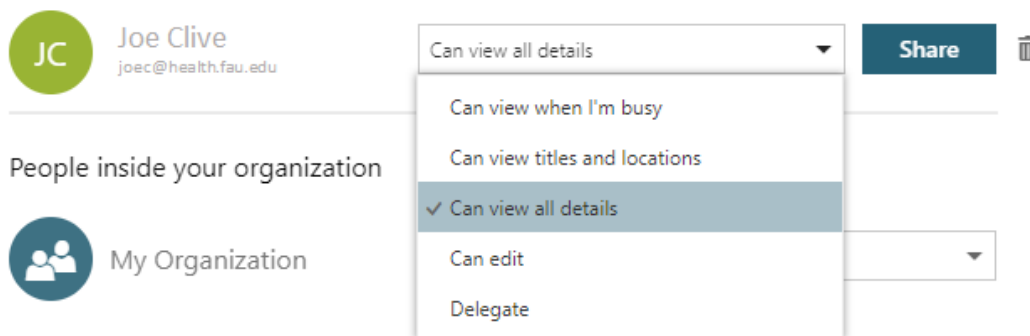 JC
Joe Clive
joec@health.fau.edu
Can view all details
Share
Can view when I'm busy
Can view titles and locations
Can view all details
Can edit
Delegate
People inside your organization
My Organization